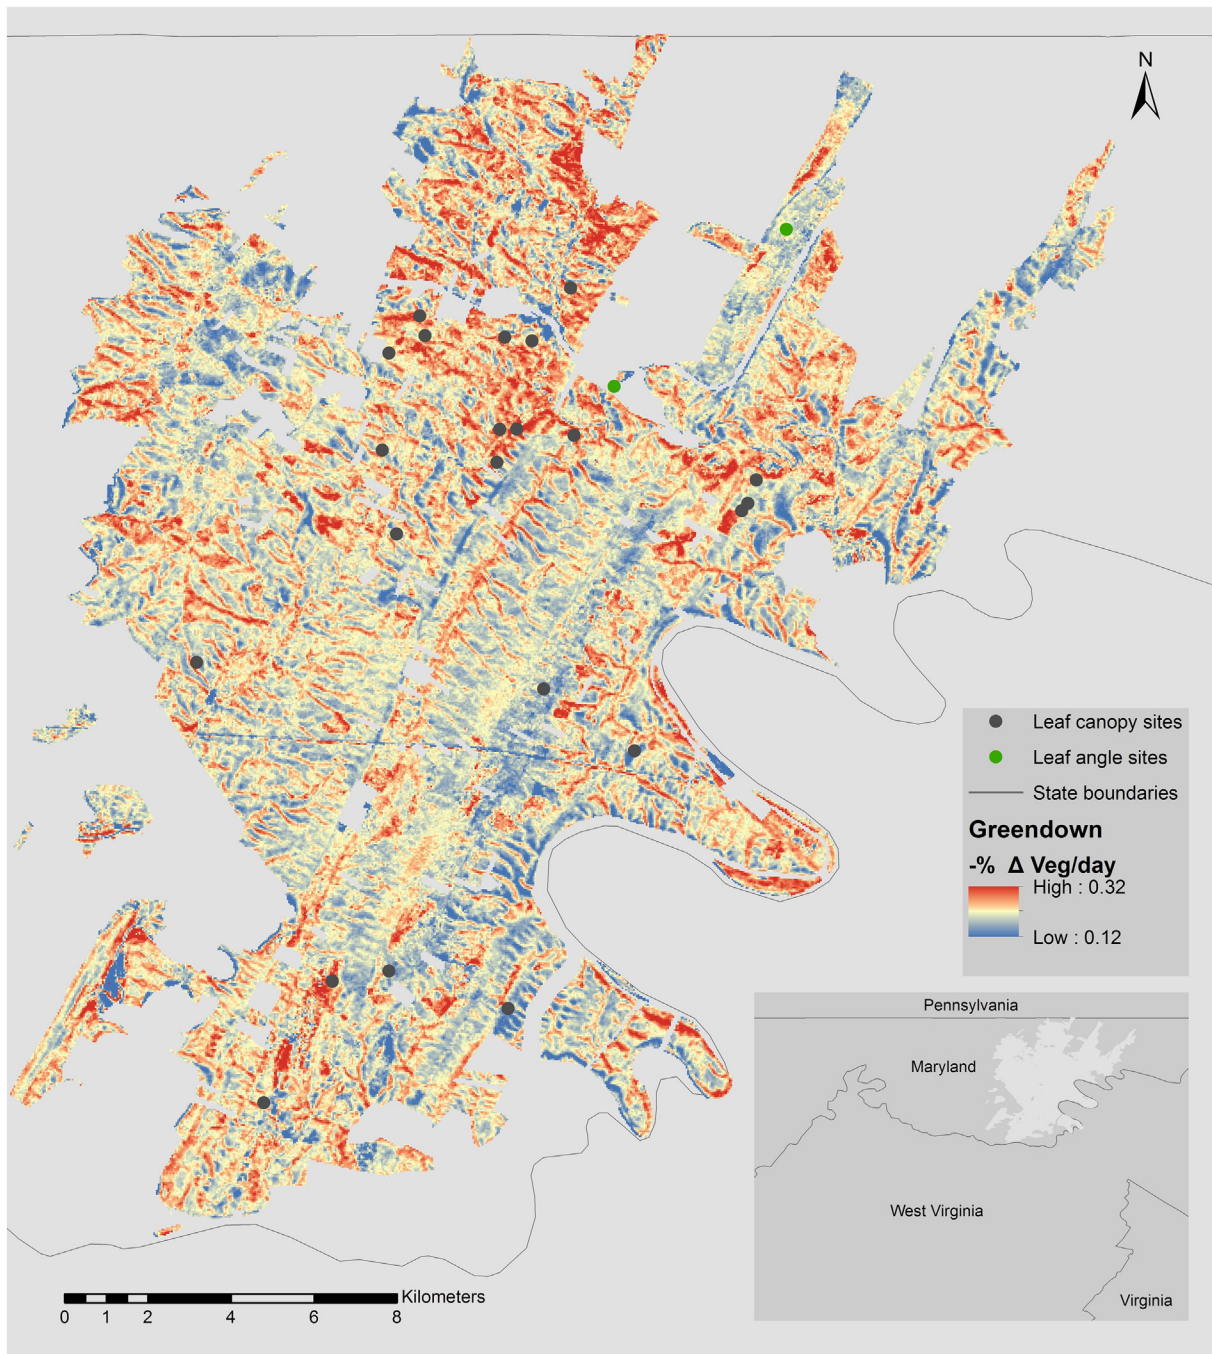 N
Leaf canopy sites
Leaf angle sites
State boundaries
Greendown
-% Δ Veg/day
High : 0.32
Low : 0.12
Pennsylvania
Maryland
West Virginia
Virginia
Kilometers
0 1 2 4 6 8